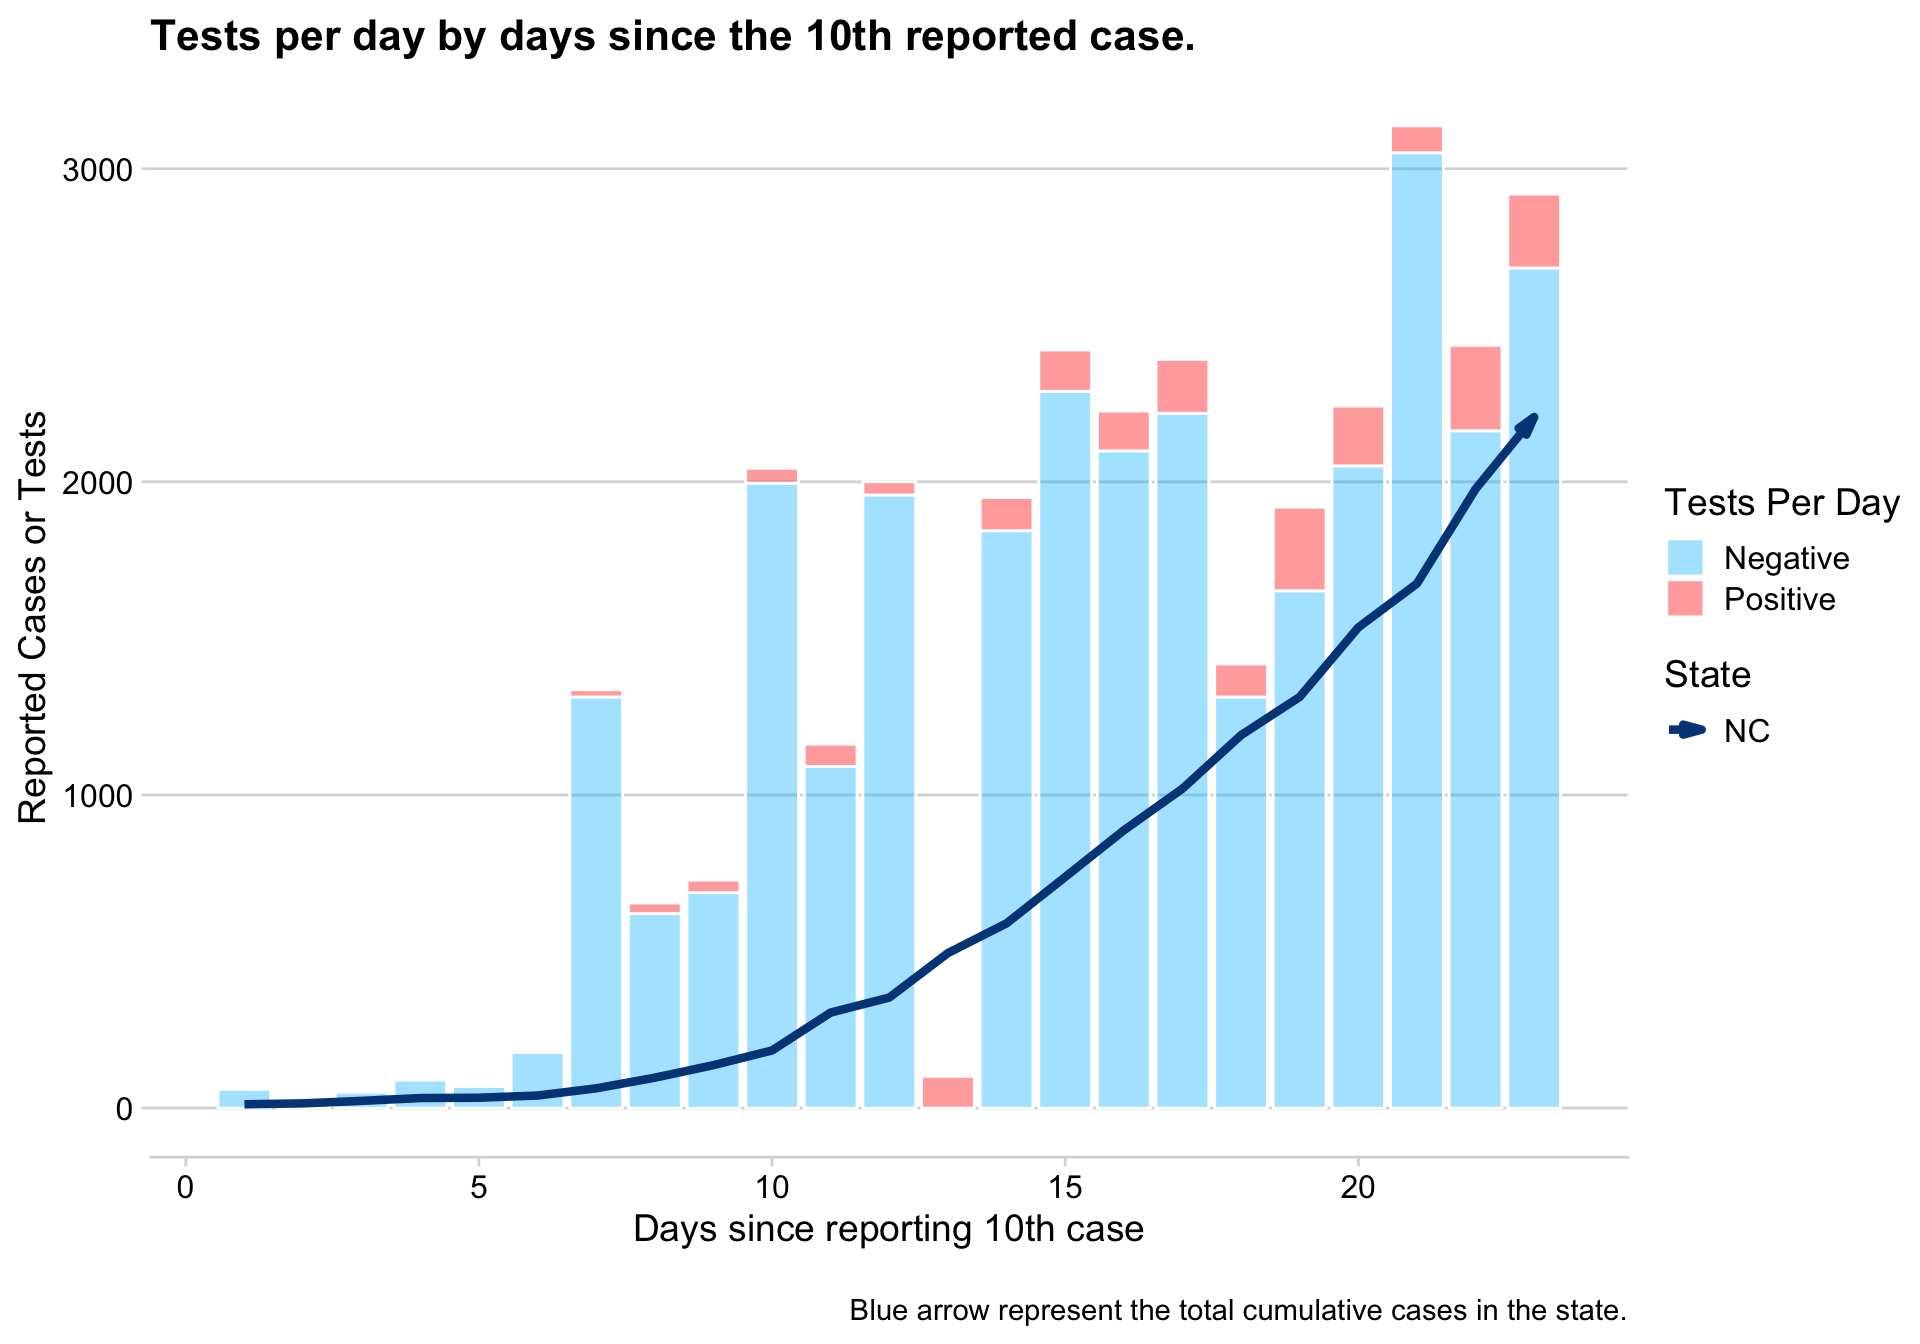 Tests per day by days since the 10th reported case.
3000
2000
1000
0
Reported Cases or Tests
0
5
10
15
20
Days since reporting 10th case
Tests Per Day
Negative
Positive
State
NC
Blue arrow represent the total cumulative cases in the state.